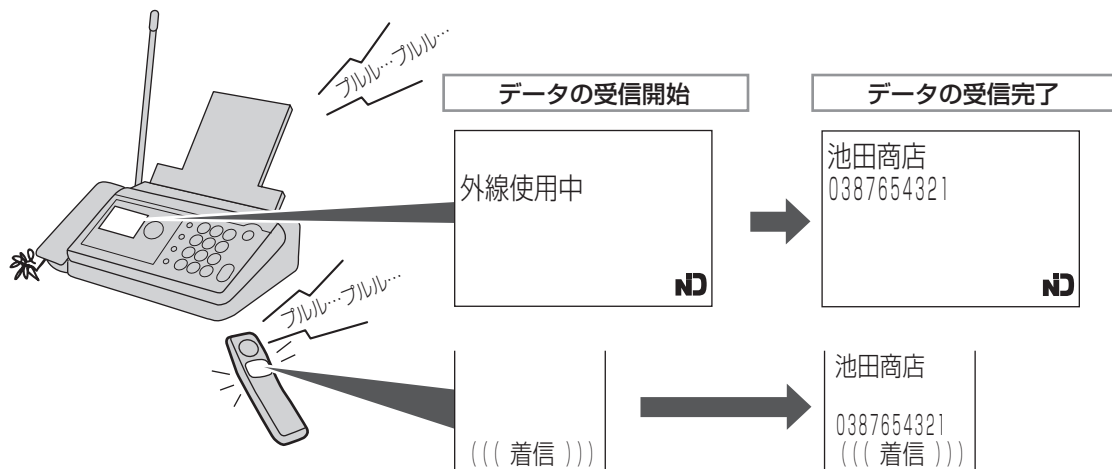 プルル…プルル…
データの受信開始
データの受信完了
外線使用中
ND
池田商店
0387654321
ND
プルル…プルル…
((( 着信 )))
池田商店
0387654321
((( 着信 )))